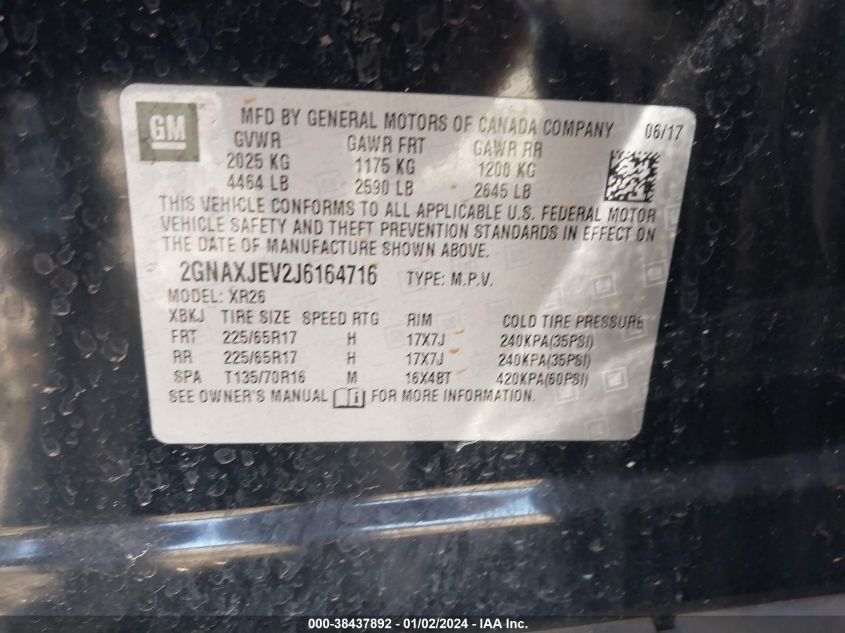 GM
MFD BY GENERAL MOTORS OF CANADA COMPANY 06/17
GVWR GAWR FRT GAWR RR
2025 KG 1175 KG 1200 KG
4464 LB 2590 LB 2645 LB
THIS VEHICLE CONFORMS TO ALL APPLICABLE U.S. FEDERAL MOTOR
VEHICLE SAFETY AND THEFT PREVENTION STANDARDS IN EFFECT ON
THE DATE OF MANUFACTURE SHOWN ABOVE.
2GNAXJEV2J6164716 TYPE: M.P.V.
MODEL: XR26
XBKJ TIRE SIZE SPEED RTG RIM COLD TIRE PRESSURE
FRT 225/65R17 H 17X7J 240KPA(35PSI)
RR 225/65R17 H 17X7J 240KPA(35PSI)
SPA T135/70R16 M 16X4BT 420KPA(60PSI)
SEE OWNER'S MANUAL i FOR MORE INFORMATION.
000-38437892 - 01/02/2024 - IAA Inc.